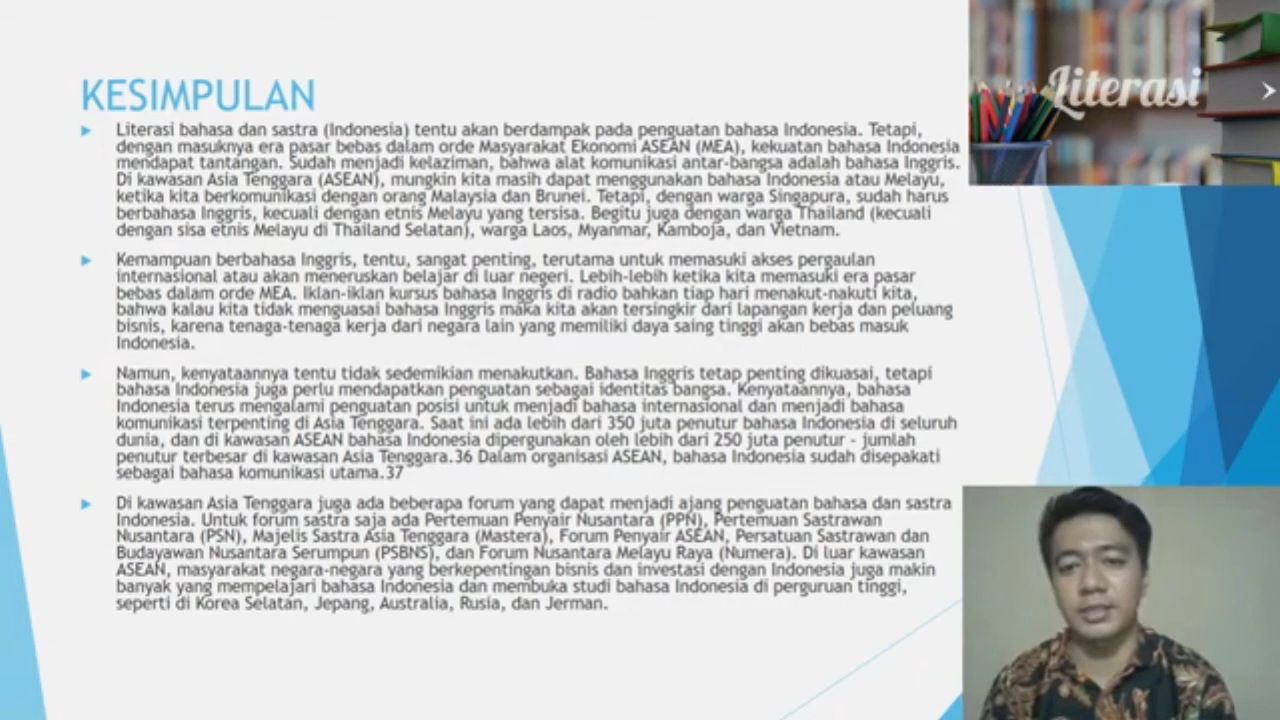 KESIMPULAN
Literasi bahasa dan sastra (Indonesia) tentu akan berdampak pada penguatan bahasa Indonesia. Tetapi,
dengan masuknya era pasar bebas dalam orde Masyarakat Ekonomi ASEAN (MEA), kekuatan bahasa Indonesia
mendapat tantangan. Sudah menjadi kelaziman, bahwa alat komunikasi antar-bangsa adalah bahasa Inggris.
Di kawasan Asia Tenggara (ASEAN), mungkin kita masih dapat menggunakan bahasa Indonesia atau Melayu,
ketika kita berkomunikasi dengan orang Malaysia dan Brunei. Tetapi, dengan warga Singapura, sudah harus
berbahasa Inggris, kecuali dengan etnis Melayu yang tersisa. Begitu juga dengan warga Thailand (kecuali
dengan sisa etnis Melayu di Thailand Selatan), warga Laos, Myanmar, Kamboja, dan Vietnam.
Kemampuan berbahasa Inggris, tentu, sangat penting, terutama untuk memasuki akses pergaulan
internasional atau akan meneruskan belajar di luar negeri. Lebih-lebih ketika kita memasuki era pasar
bebas dalam orde MEA. Iklan-iklan kursus bahasa Inggris di radio bahkan tiap hari menakut-nakuti kita,
bahwa kalau kita tidak menguasai bahasa Inggris maka kita akan tersingkir dari lapangan kerja dan peluang
bisnis, karena tenaga-tenaga kerja dari negara lain yang memiliki daya saing tinggi akan bebas masuk
Indonesia.
Namun, kenyataannya tentu tidak sedemikian menakutkan. Bahasa Inggris tetap penting dikuasai, tetapi
bahasa Indonesia juga perlu mendapatkan penguatan sebagai identitas bangsa. Kenyataannya, bahasa
Indonesia terus mengalami penguatan posisi untuk menjadi bahasa internasional dan menjadi bahasa
komunikasi terpenting di Asia Tenggara. Saat ini ada lebih dari 350 juta penutur bahasa Indonesia di seluruh
dunia, dan di kawasan ASEAN bahasa Indonesia dipergunakan oleh lebih dari 250 juta penutur – jumlah
penutur terbesar di kawasan Asia Tenggara.36 Dalam organisasi ASEAN, bahasa Indonesia sudah disepakati
sebagai bahasa komunikasi utama.37
Di kawasan Asia Tenggara juga ada beberapa forum yang dapat menjadi ajang penguatan bahasa dan sastra
Indonesia. Untuk forum sastra saja ada Pertemuan Penyair Nusantara (PPN), Pertemuan Sastrawan
Nusantara (PSN), Majelis Sastra Asia Tenggara (Mastera), Forum Penyair ASEAN, Persatuan Sastrawan dan
Budayawan Nusantara Serumpun (PSBNS), dan Forum Nusantara Melayu Raya (Numera). Di luar kawasan
ASEAN, masyarakat negara-negara yang berkepentingan bisnis dan investasi dengan Indonesia juga makin
banyak yang mempelajari bahasa Indonesia dan membuka studi bahasa Indonesia di perguruan tinggi,
seperti di Korea Selatan, Jepang, Australia, Rusia, dan Jerman.
Literasi